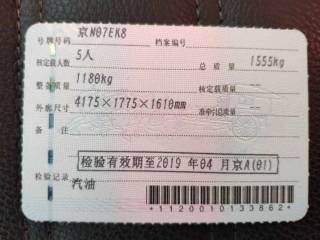 号牌号码 京N07EK8 档案编号
核定载人数 5人 总质量 1555kg
整备质量 1180kg 核定载质量 --
外廓尺寸 4175×1775×1610mm 准牵引总质量 --
备注
检验有效期至2019 年04 月京A(01)
检验记录 汽油
*1120010133862*